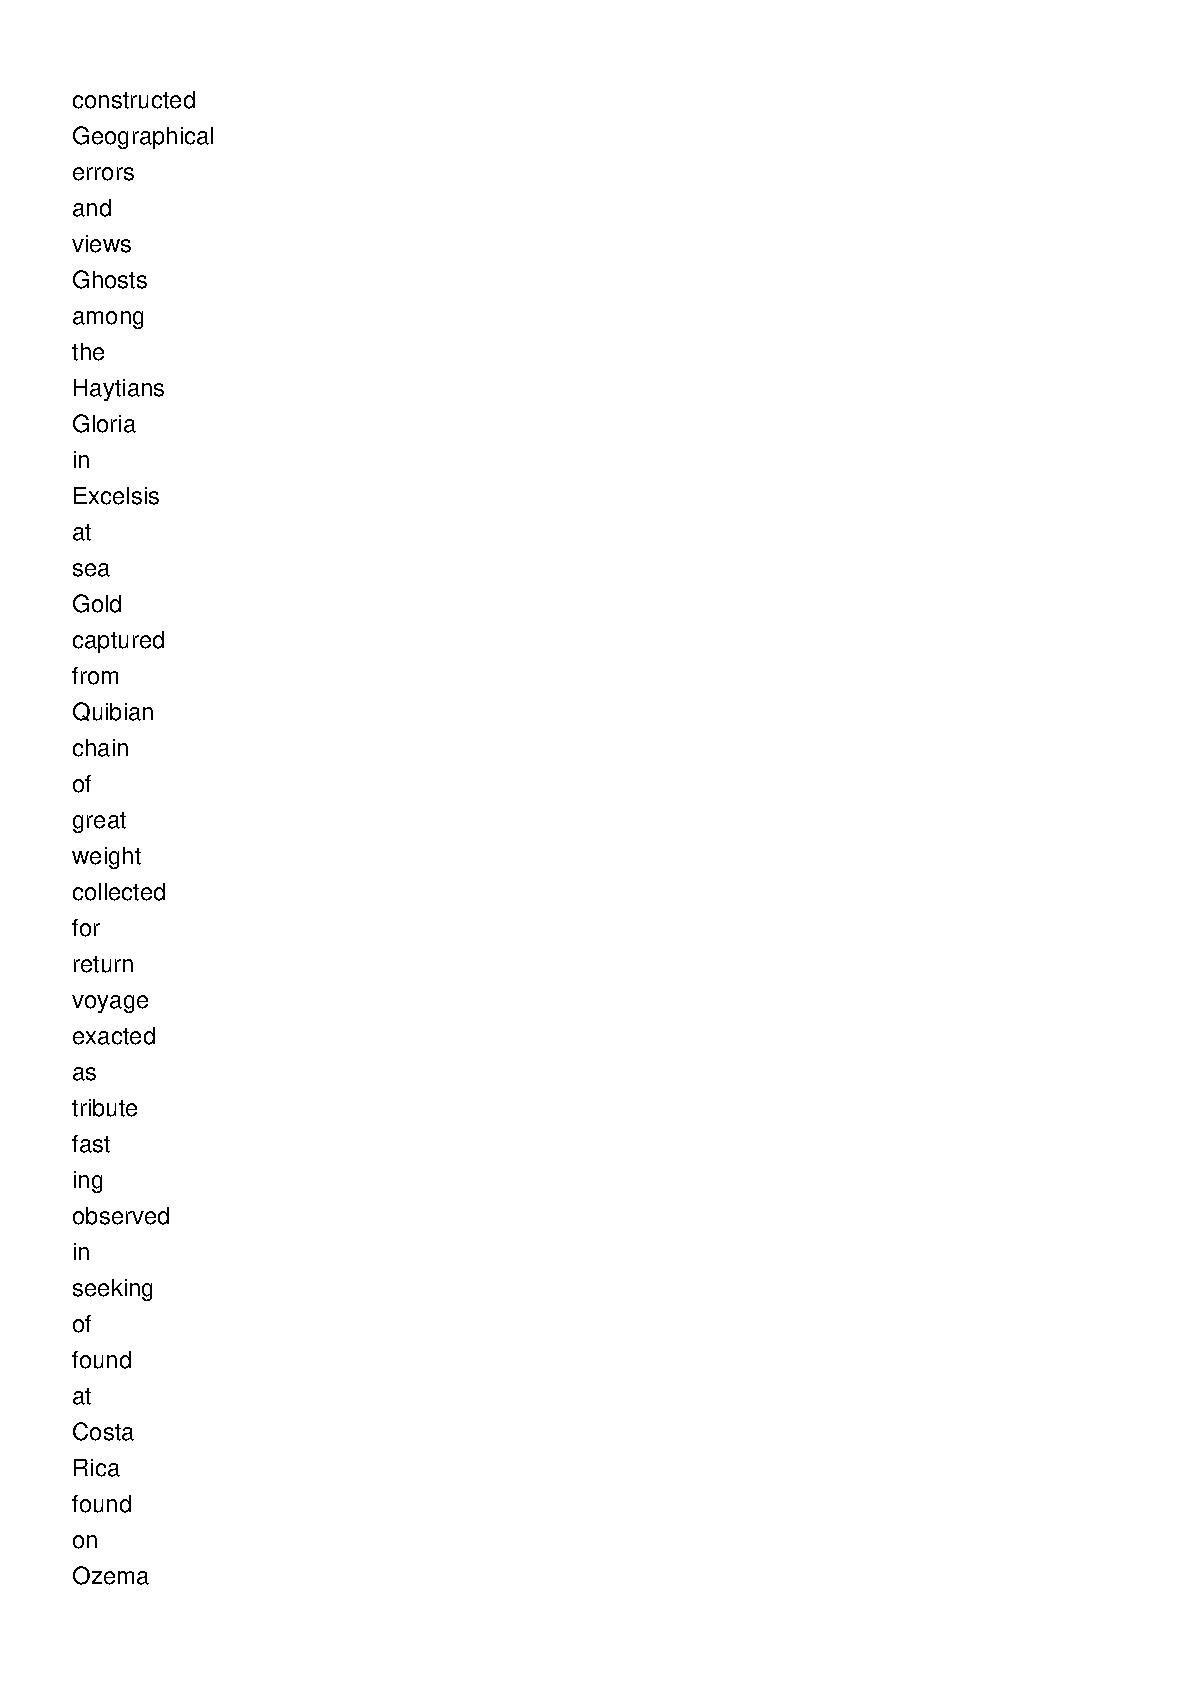 constructed
Geographical
errors
and
views
Ghosts
among
the
Haytians
Gloria
in
Excelsis
at
sea
Gold
captured
from
Quibian
chain
of
great
weight
collected
for
return
voyage
exacted
as
tribute
fast
ing
observed
in
seeking
of
found
at
Costa
Rica
found
on
Ozema